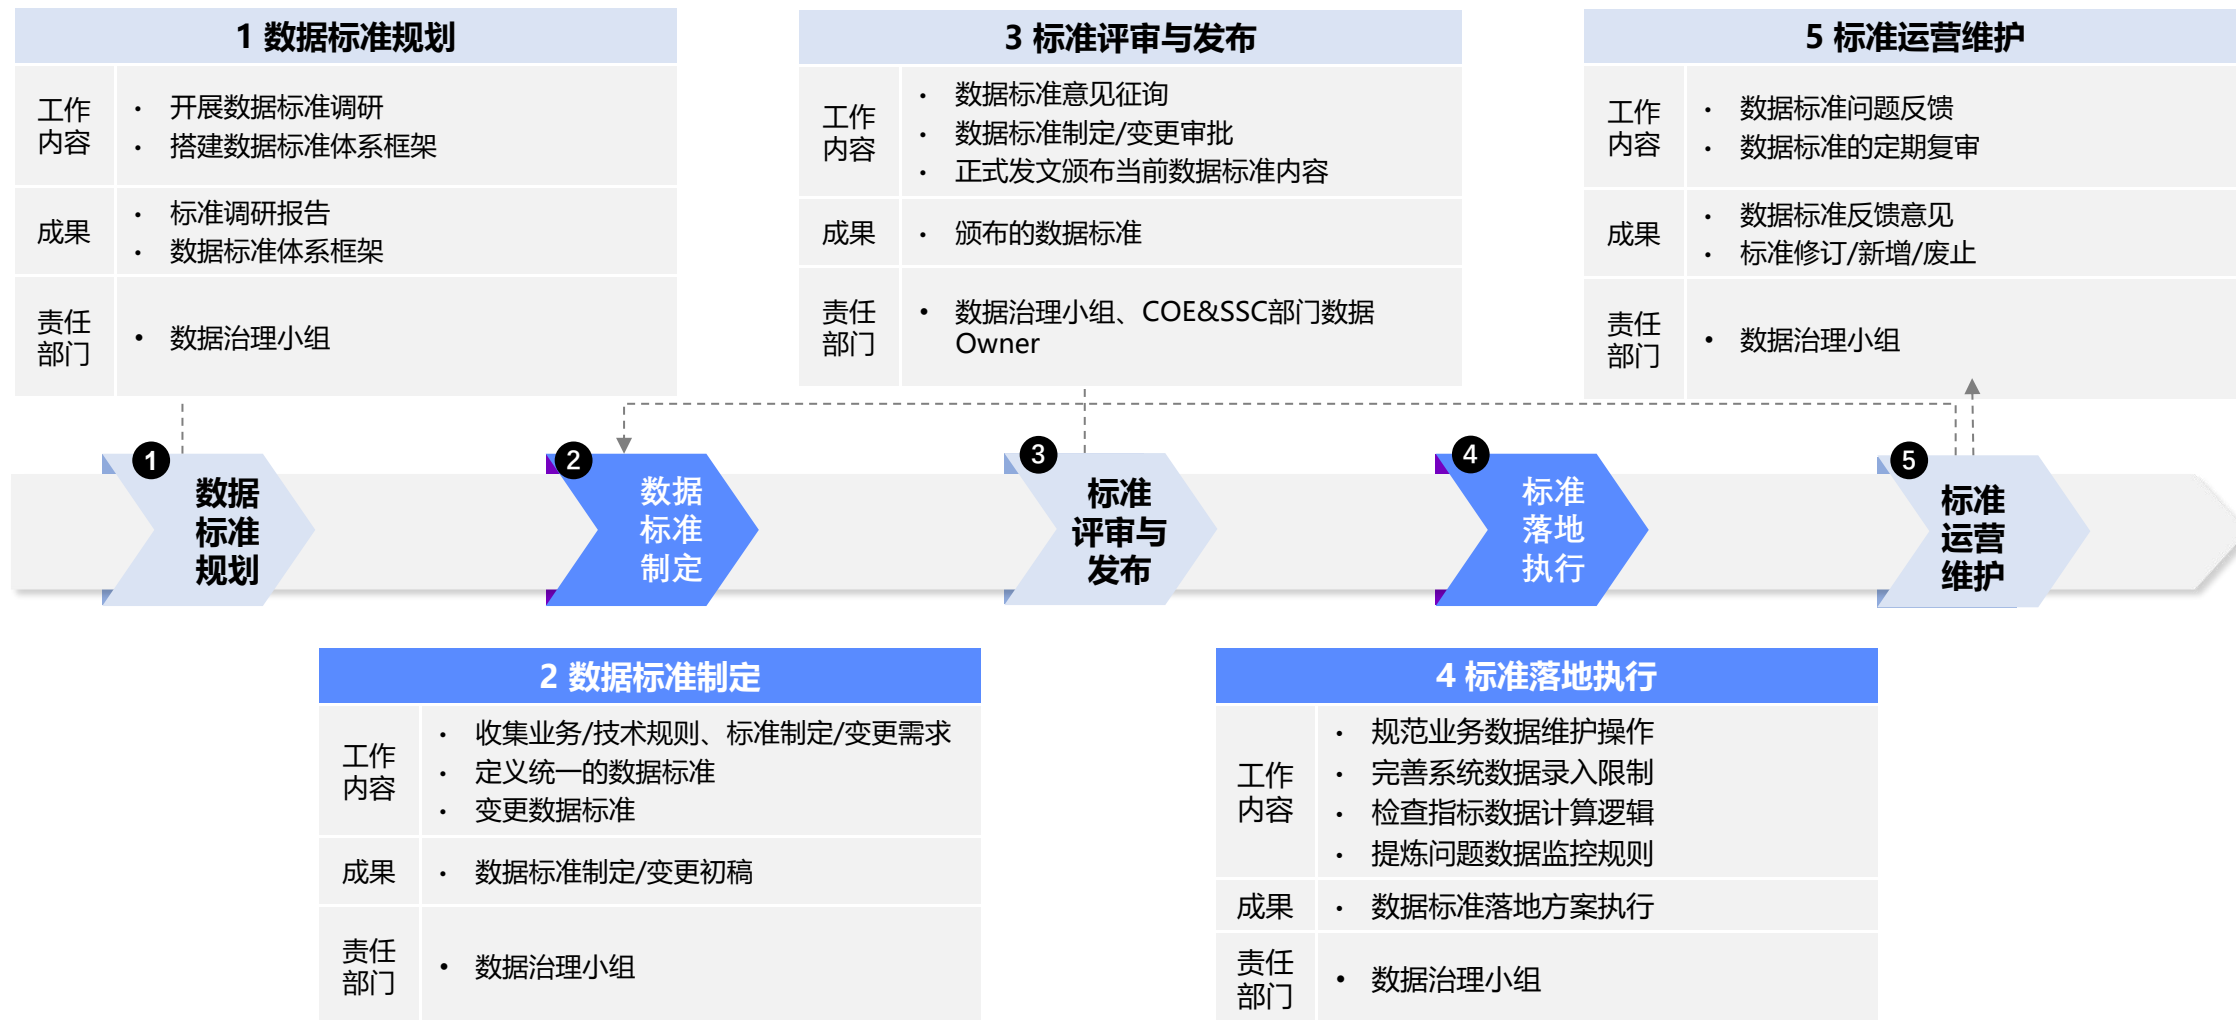 1 数据标准规划
工作
内容
· 开展数据标准调研
· 搭建数据标准体系框架
成果
· 标准调研报告
· 数据标准体系框架
责任
部门
• 数据治理小组
3 标准评审与发布
工作
内容
· 数据标准意见征询
· 数据标准制定/变更审批
· 正式发文颁布当前数据标准内容
成果
· 颁布的数据标准
责任
部门
• 数据治理小组、COE&SSC部门数据
Owner
5 标准运营维护
工作
内容
· 数据标准问题反馈
· 数据标准的定期复审
成果
· 数据标准反馈意见
· 标准修订/新增/废止
责任
部门
• 数据治理小组
1
数据
标准
规划
2
数据
标准
制定
3
标准
评审与
发布
4
标准
落地
执行
5
标准
运营
维护
2 数据标准制定
工作
内容
· 收集业务/技术规则、标准制定/变更需求
· 定义统一的数据标准
· 变更数据标准
成果
· 数据标准制定/变更初稿
责任
部门
• 数据治理小组
4 标准落地执行
工作
内容
· 规范业务数据维护操作
· 完善系统数据录入限制
· 检查指标数据计算逻辑
· 提炼问题数据监控规则
成果
· 数据标准落地方案执行
责任
部门
• 数据治理小组